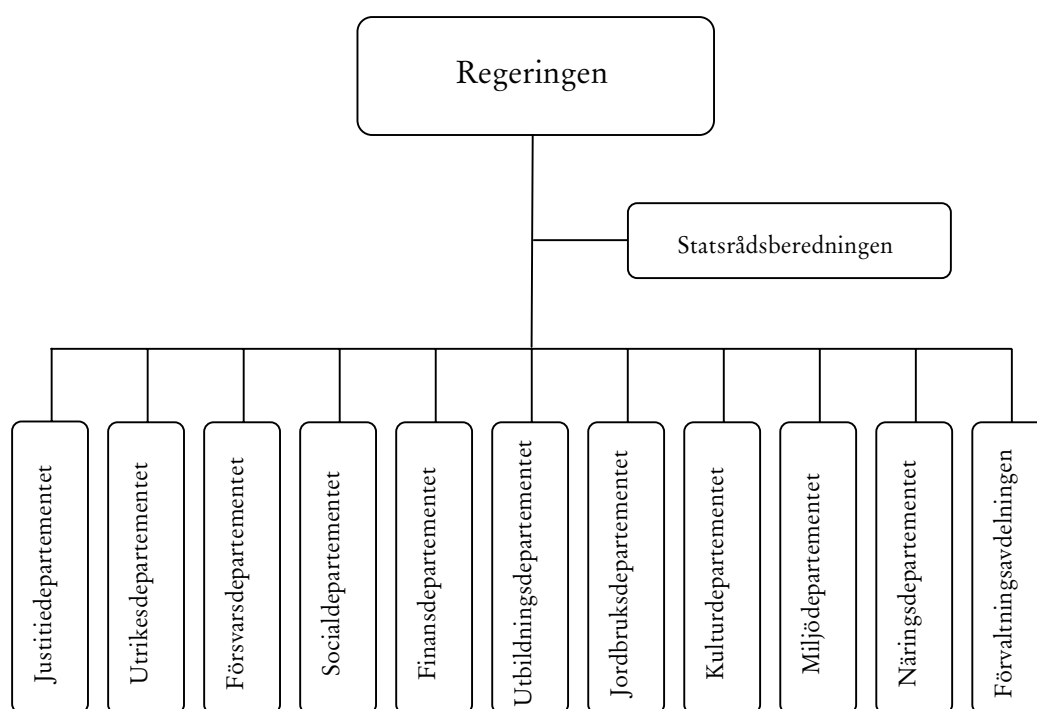 Regeringen
Statsrådsberedningen
Justitiedepartementet
Utrikesdepartementet
Försvarsdepartementet
Socialdepartementet
Finansdepartementet
Utbildningsdepartementet
Jordbruksdepartementet
Kulturdepartementet
Miljödepartementet
Näringsdepartementet
Förvaltningsavdelningen